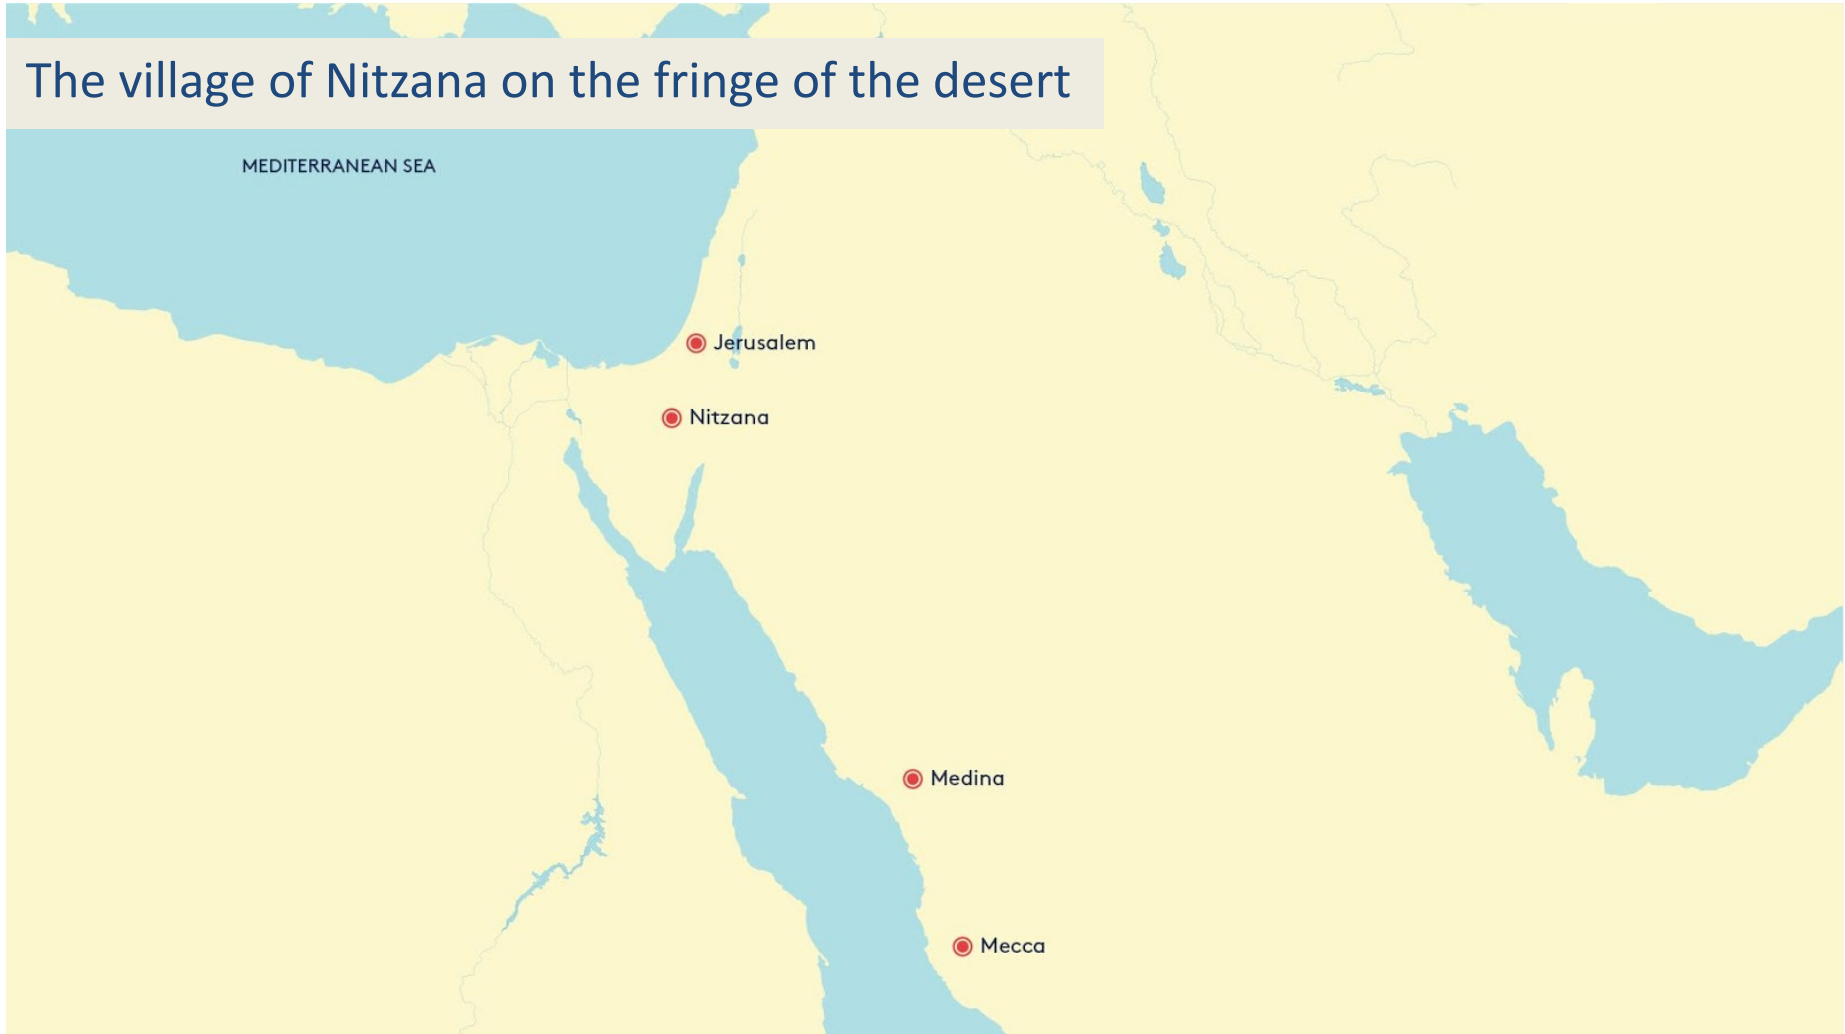 The village of Nitzana on the fringe of the desert
MEDITERRANEAN SEA
Jerusalem
Nitzana
Medina
Mecca